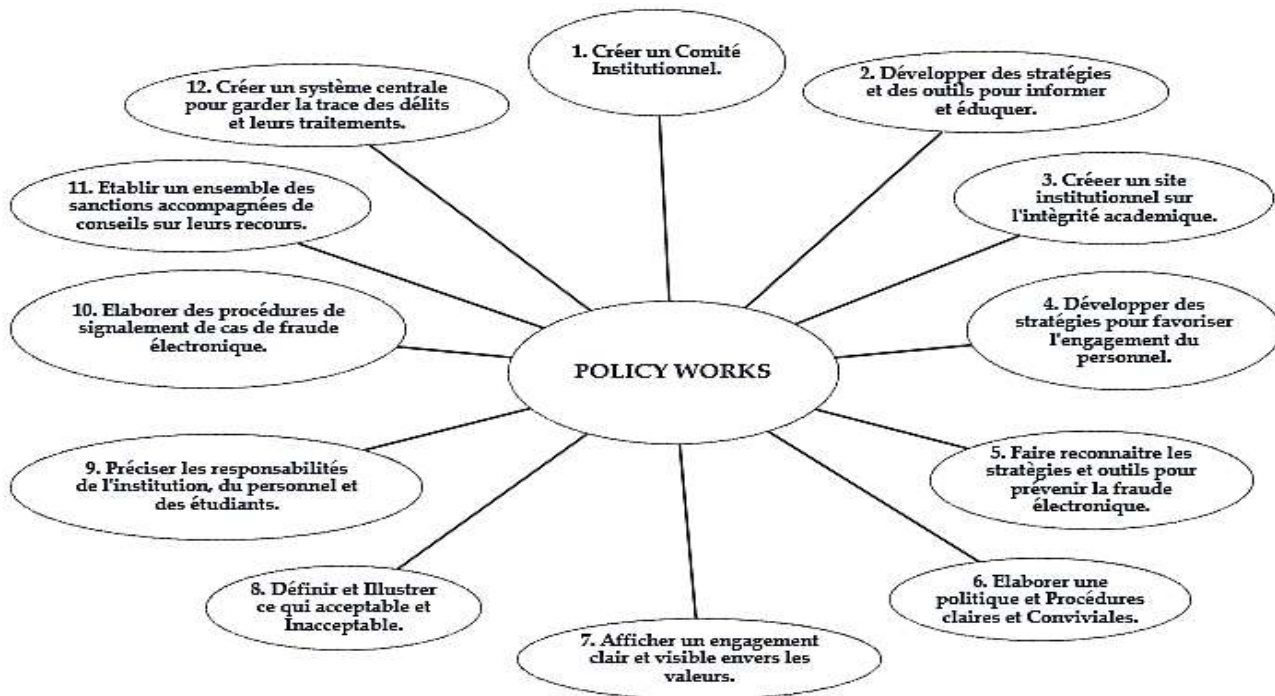 1. Créer un Comité
Institutionnel.
2. Développer des stratégies
et des outils pour informer
et éduquer.
3. Créeer un site
institutionnel sur
l'intègrité academique.
4. Développer des
stratégies pour favoriser
l'engagement du
personnel.
5. Faire reconnaitre les
stratègies et outils pour
prévenir la fraude
électronique.
6. Elaborer une
politique et Procédures
claires et Conviviales.
7. Afficher un engagement
clair et visible envers les
valeurs.
8. Définir et Illustrer
ce qui acceptable et
Inacceptable.
9. Préciser les responsabilités
de l'institution, du personnel et
des étudiants.
10. Elaborer des procédures de
signalement de cas de fraude
électronique.
11. Etablir un ensemble des
sanctions accompagnées de
conseils sur leurs recours.
12. Créer un système centrale
pour garder la trace des délits
et leurs traitements.
POLICY WORKS